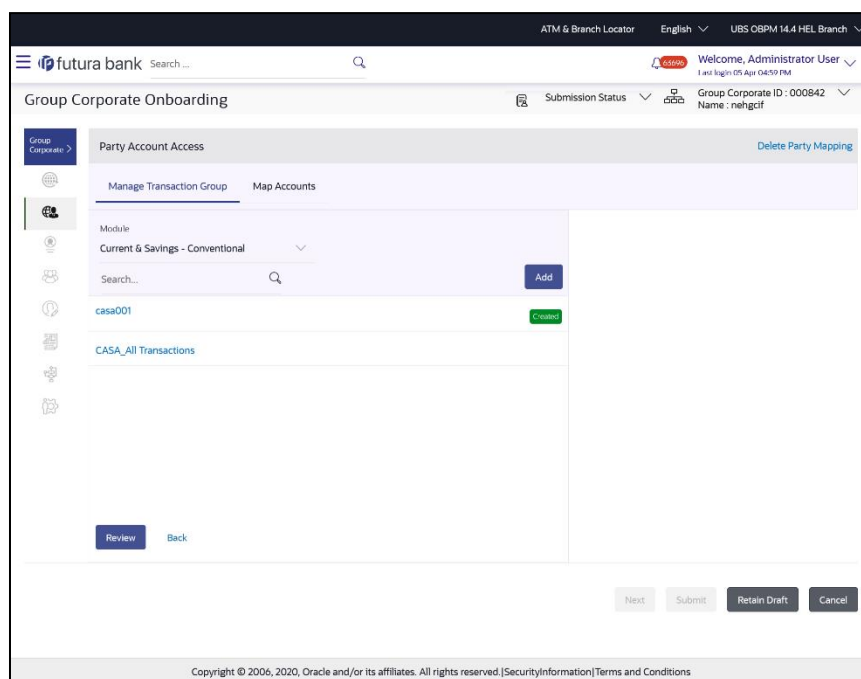 ATM & Branch Locator English UBS OBPM 14.4 HEL Branch
futura bank Search ... 65696 Welcome, Administrator User
Last login 05 Apr 04:59 PM
Group Corporate Onboarding Submission Status Group Corporate ID : 000842
Name : nehgcif
Group
Corporate >
Party Account Access Delete Party Mapping
Manage Transaction Group Map Accounts
Module
Current & Savings - Conventional
Search... Add
casa001 Created
CASA_All Transactions
Review Back
Next Submit Retain Draft Cancel
Copyright © 2006, 2020, Oracle and/or its affiliates. All rights reserved.|SecurityInformation|Terms and Conditions